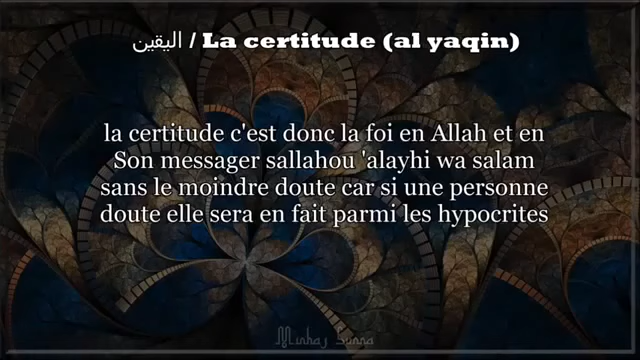 اليقين / La certitude (al yaqin)
la certitude c'est donc la foi en Allah et en
Son messager sallahou 'alayhi wa salam
sans le moindre doute car si une personne
doute elle sera en fait parmi les hypocrites
Minhaj Sunna